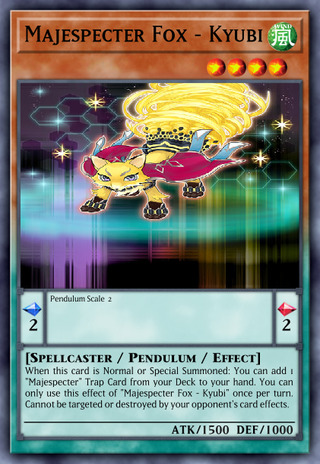 Majespecter Fox - Kyubi
WIND
風
Pendulum Scale 2
2
2
[Spellcaster / Pendulum / Effect]
When this card is Normal or Special Summoned: You can add 1
"Majespecter" Trap Card from your Deck to your hand. You can
only use this effect of "Majespecter Fox - Kyubi" once per turn.
Cannot be targeted or destroyed by your opponent's card effects.
ATK/1500 DEF/1000